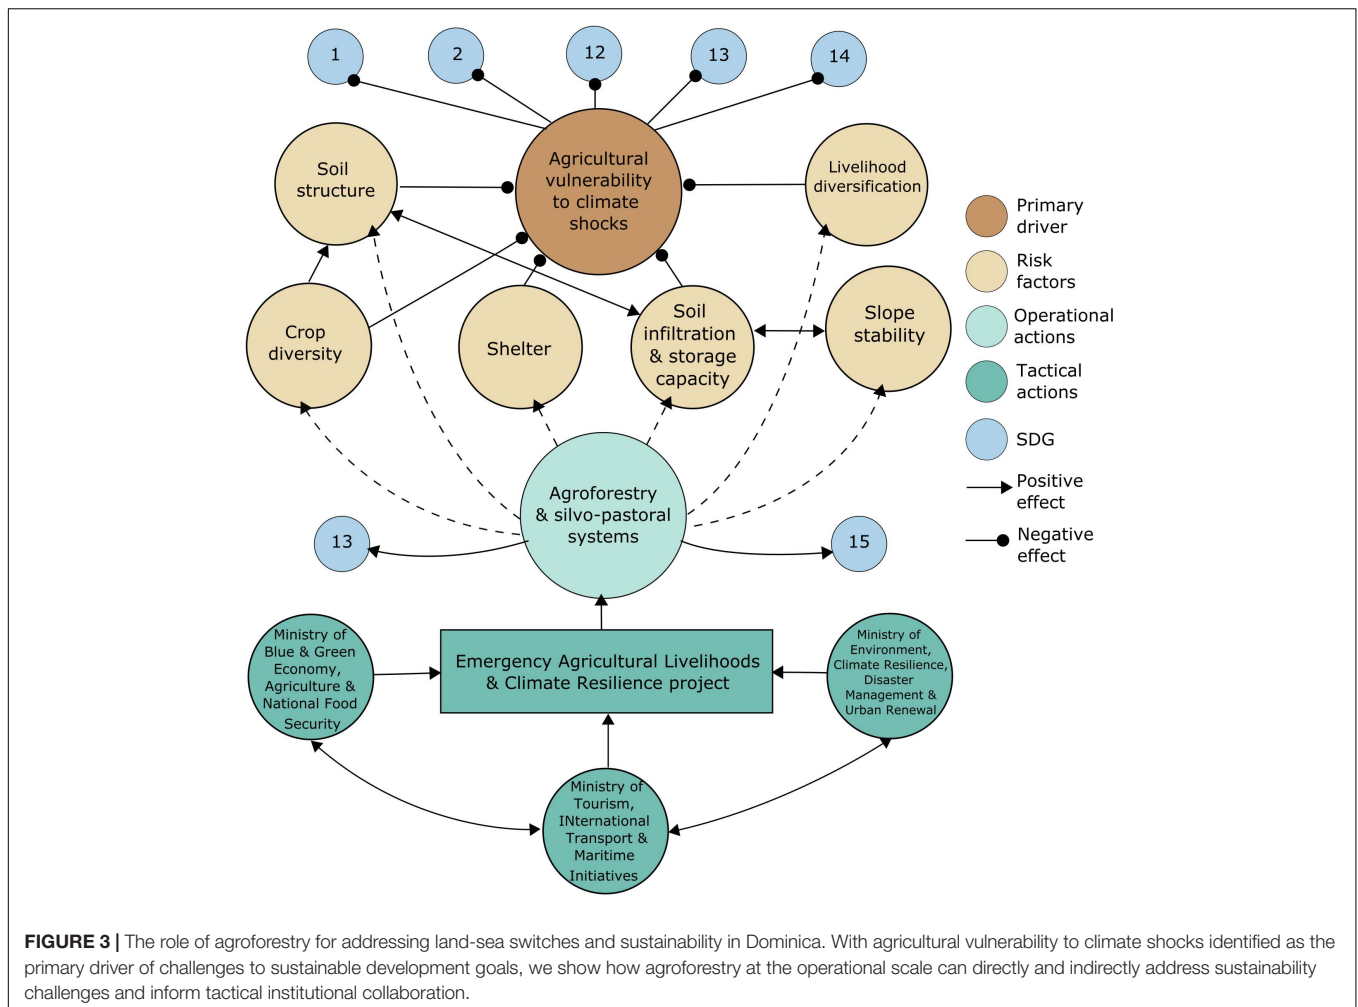 1
2
12
13
14
Agricultural
vulnerability
to climate
shocks
Soil
structure
Livelihood
diversification
Crop
diversity
Shelter
Soil
infiltration
& storage
capacity
Slope
stability
Primary
driver
Risk
factors
Operational
actions
Tactical
actions
SDG
Positive
effect
Negative
effect
Agroforestry
& silvo-pastoral
systems
13
15
Ministry of
Blue & Green
Economy,
Agriculture &
National Food
Security
Emergency Agricultural Livelihoods
& Climate Resilience project
Ministry of
Environment,
Climate Resilience,
Disaster
Management &
Urban Renewal
Ministry of
Tourism,
INternational
Transport &
Maritime
Initiatives
FIGURE 3 | The role of agroforestry for addressing land-sea switches and sustainability in Dominica. With agricultural vulnerability to climate shocks identified as the
primary driver of challenges to sustainable development goals, we show how agroforestry at the operational scale can directly and indirectly address sustainability
challenges and inform tactical institutional collaboration.